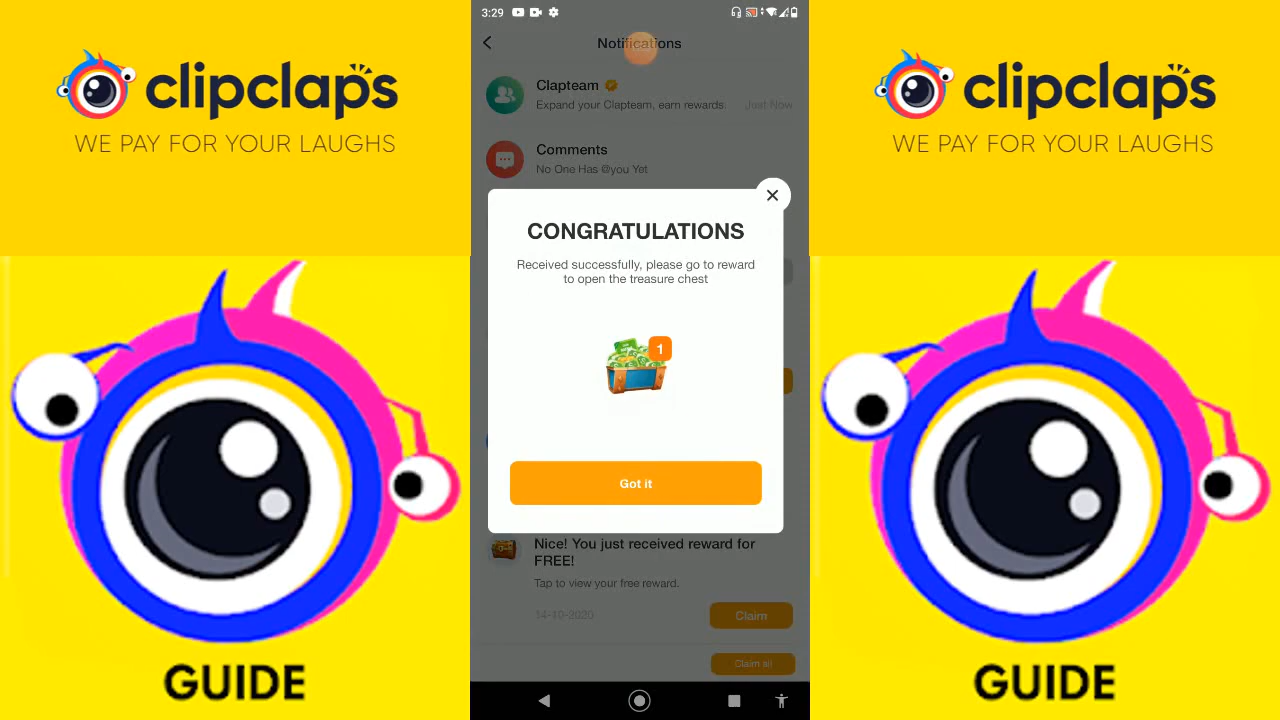 clipclaps
WE PAY FOR YOUR LAUGHS
GUIDE
3:29
Notifications
Clapteam
Expand your Clapteam, earn rewards.
Just Now
Comments
No One Has @you Yet
CONGRATULATIONS
Received successfully, please go to reward
to open the treasure chest
1
Got it
Nice! You just received reward for
FREE!
Tap to view your free reward.
14-10-2020
Claim
Claim all
clipclaps
WE PAY FOR YOUR LAUGHS
GUIDE